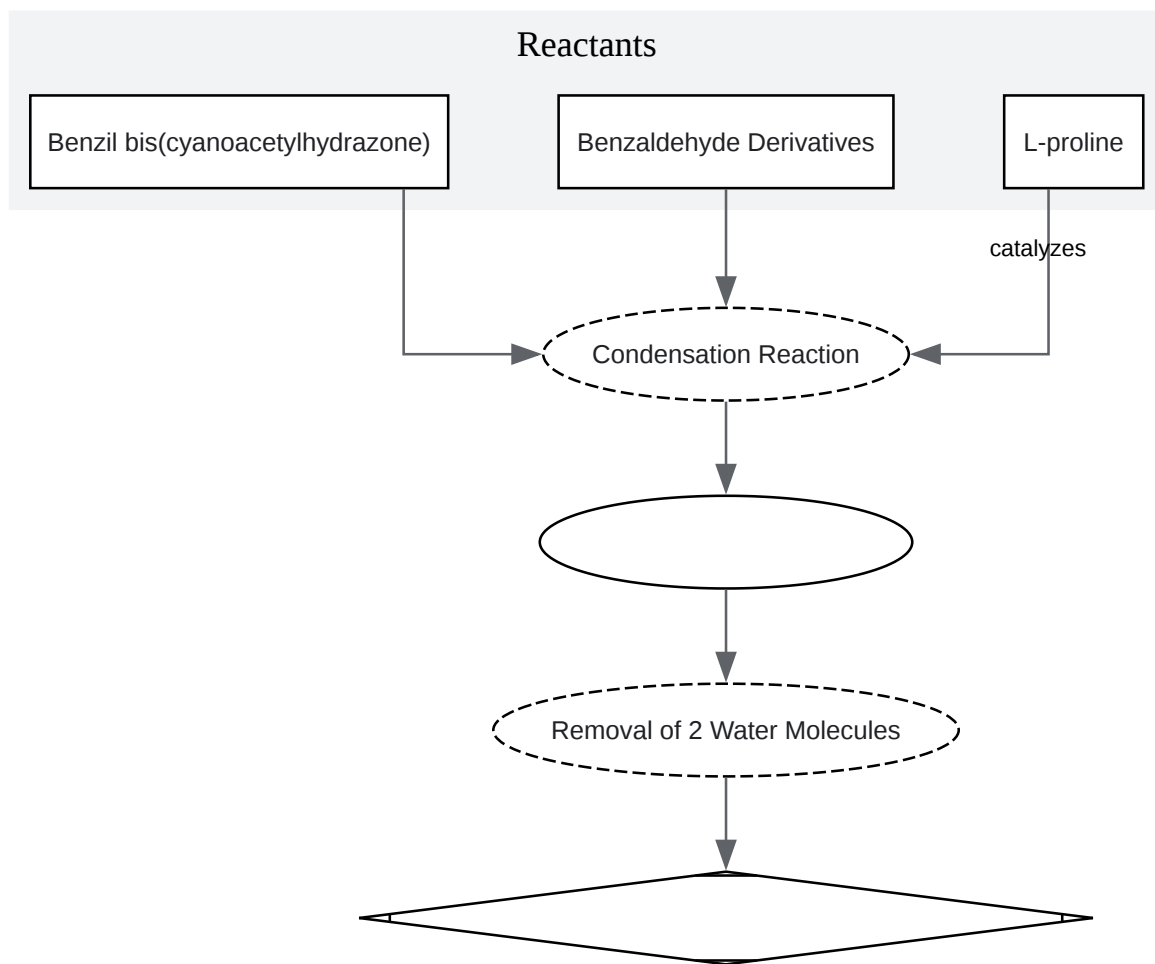 Reactants
Benzil bis(cyanoacetylhydrazone)
Benzaldehyde Derivatives
L-proline
catalyzes
Condensation Reaction
Removal of 2 Water Molecules